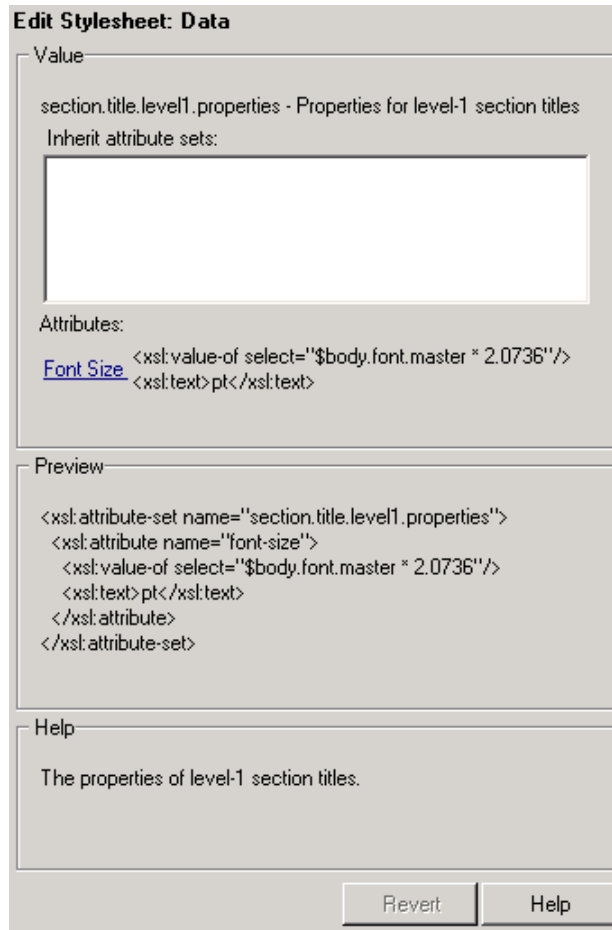 Edit Stylesheet: Data
Value
section.title.level1.properties - Properties for level-1 section titles
Inherit attribute sets:
Attributes:
Font Size <xsl:value-of select="$body.font.master * 2.0736"/>
<xsl:text>pt</xsl:text>
Preview
<xsl:attribute-set name="section.title.level1.properties">
<xsl:attribute name="font-size">
<xsl:value-of select="$body.font.master * 2.0736"/>
<xsl:text>pt</xsl:text>
</xsl:attribute>
</xsl:attribute-set>
Help
The properties of level-1 section titles.
Revert Help